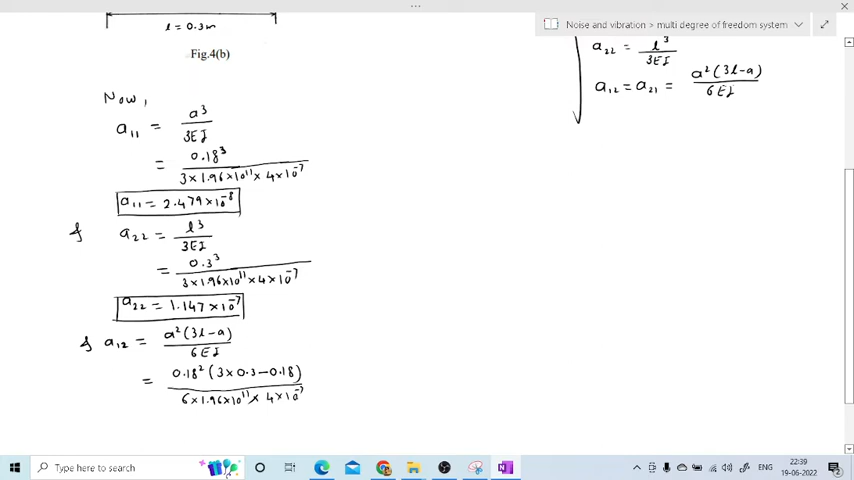 Noise and vibration > multi degree of freedom system
l = 0.3m
Fig.4(b)
a22 = l³/3EI
a12 = a21 = a²(3l-a)/6EI
Now,
a11 = a³/3EI
= 0.18³/3×1.96×10¹¹×4×10⁻⁷
a11 = 2.479×10⁻⁸
& a22 = l³/3EI
= 0.3³/3×1.96×10¹¹×4×10⁻⁷
a22 = 1.147×10⁻⁷
& a12 = a²(3l-a)/6EI
= 0.18²(3×0.3-0.18)/6×1.96×10¹¹×4×10⁻⁷
Type here to search
ENG
22:39
19-06-2022
2